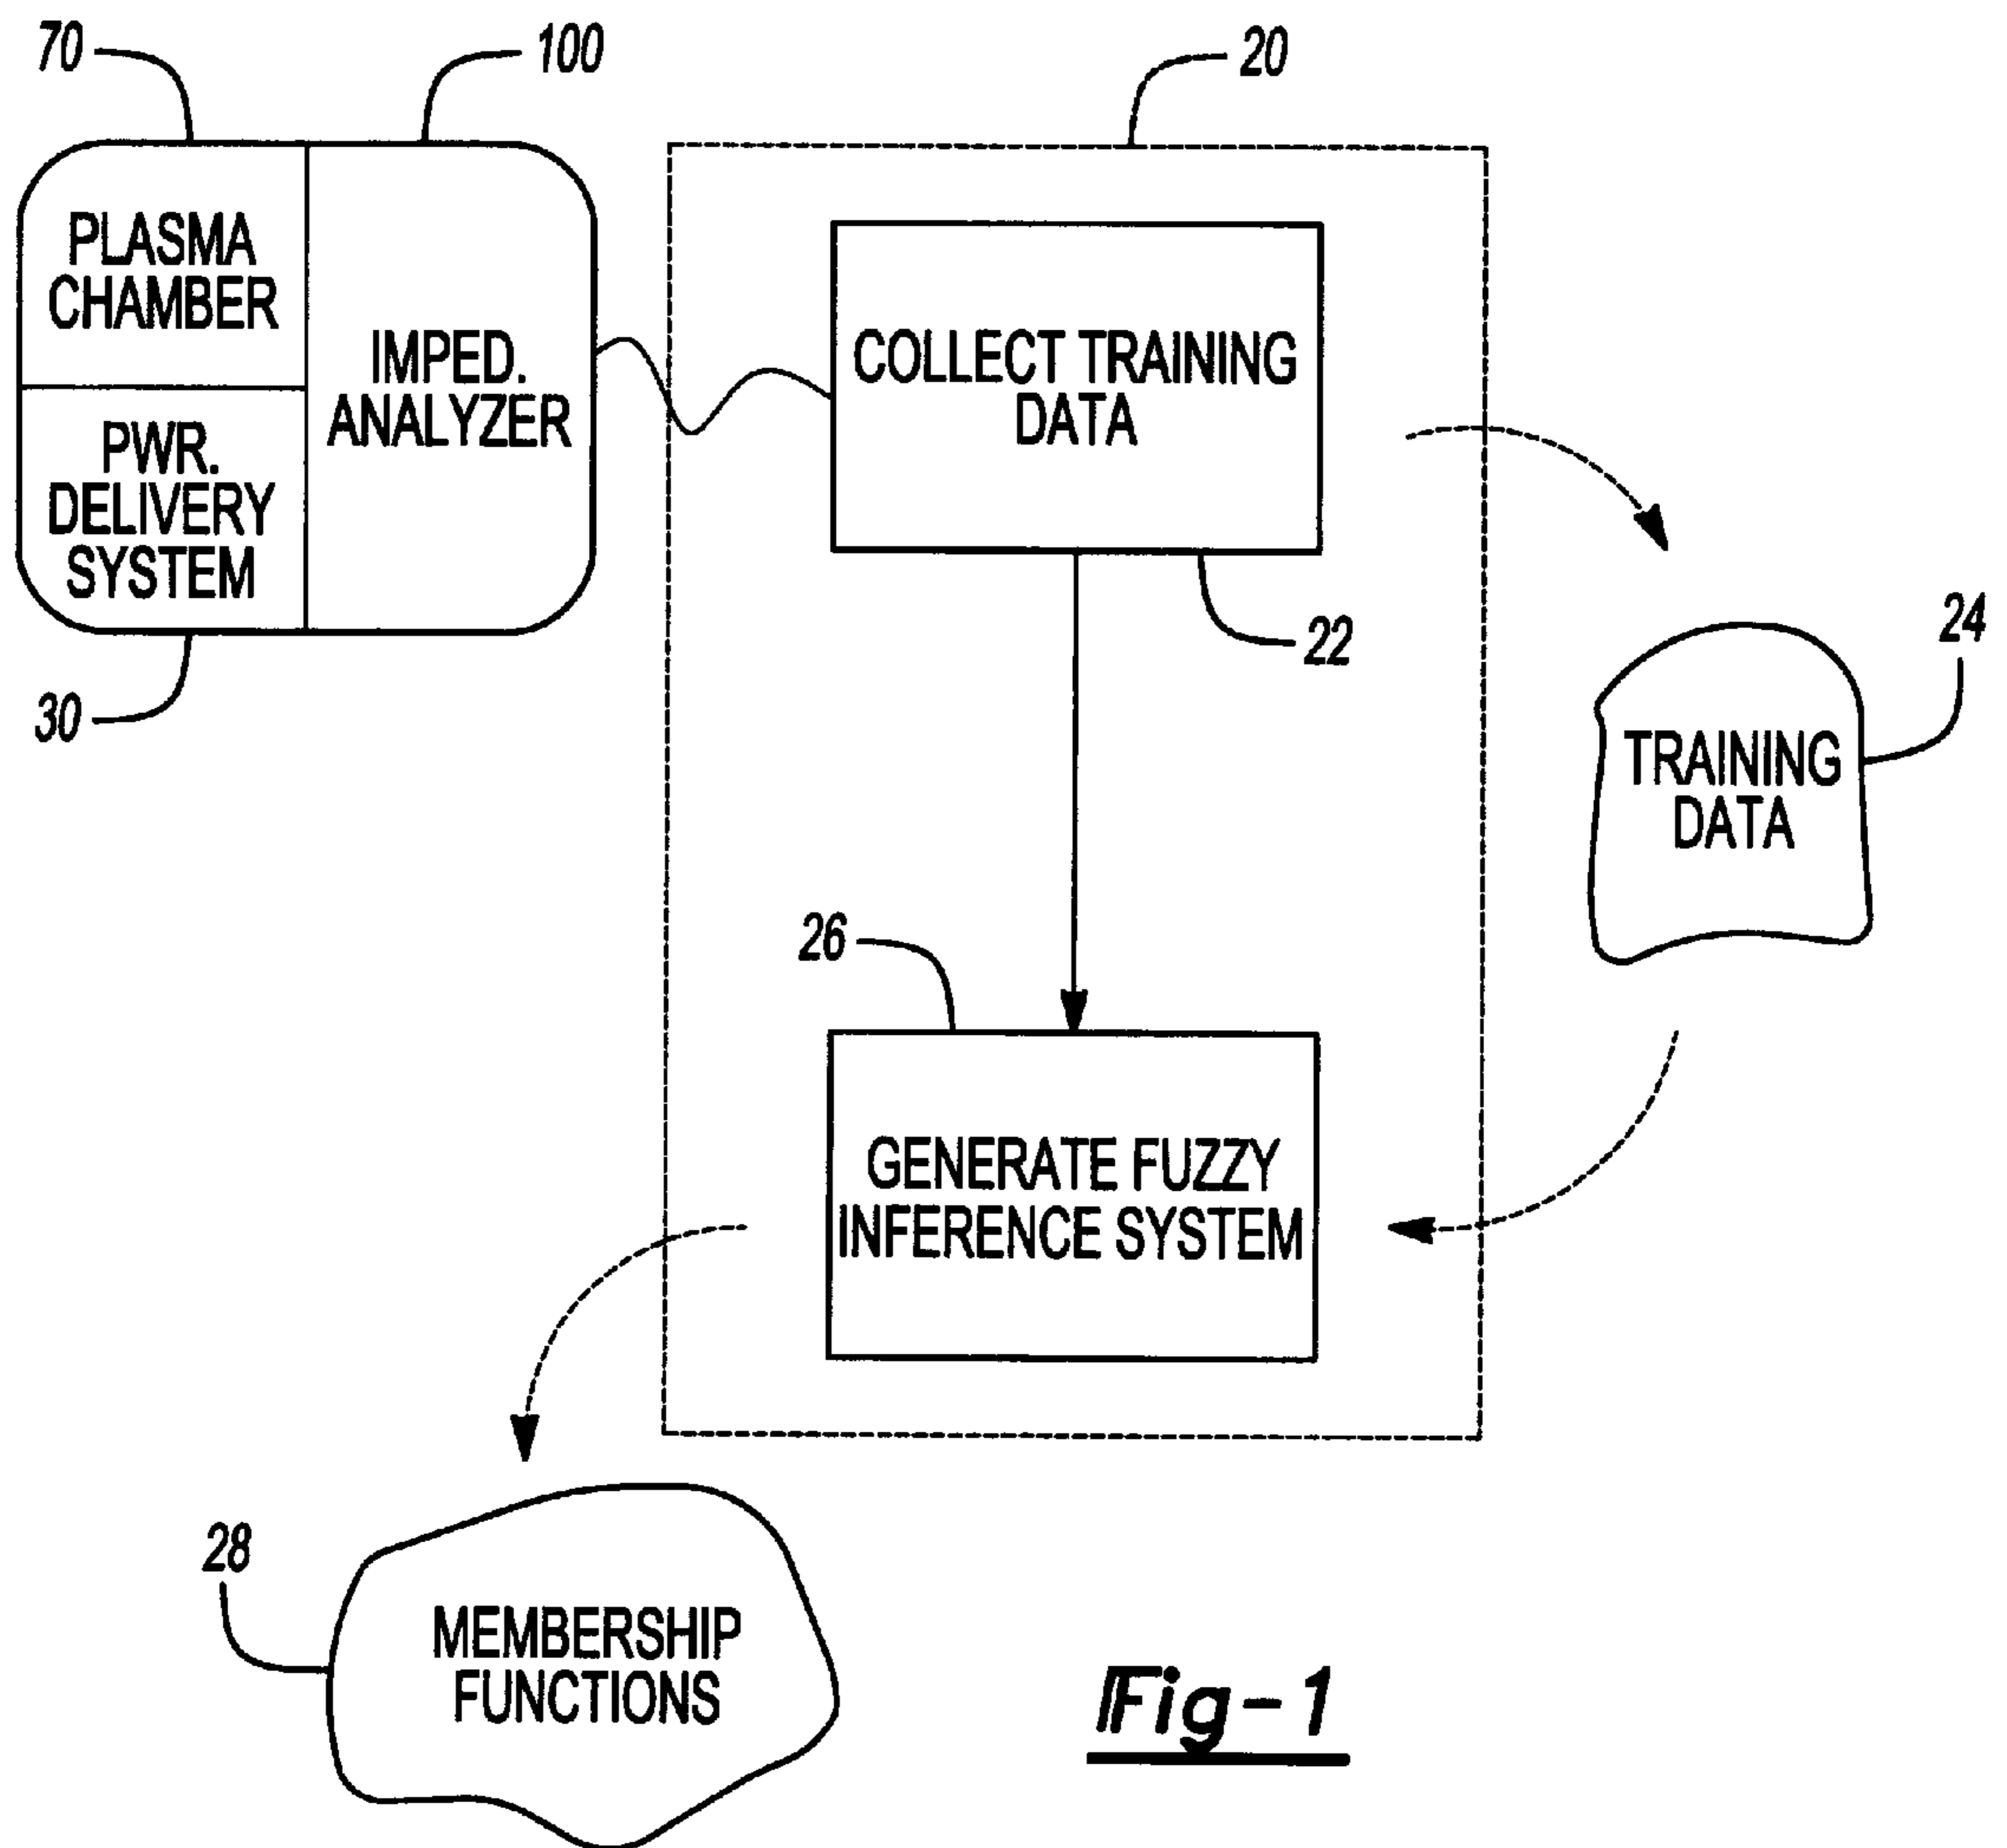 70
100
20
PLASMA
CHAMBER
IMPED.
ANALYZER
PWR.
DELIVERY
SYSTEM
30
COLLECT TRAINING
DATA
22
24
TRAINING
DATA
26
GENERATE FUZZY
INFERENCE SYSTEM
28
MEMBERSHIP
FUNCTIONS
Fig-1